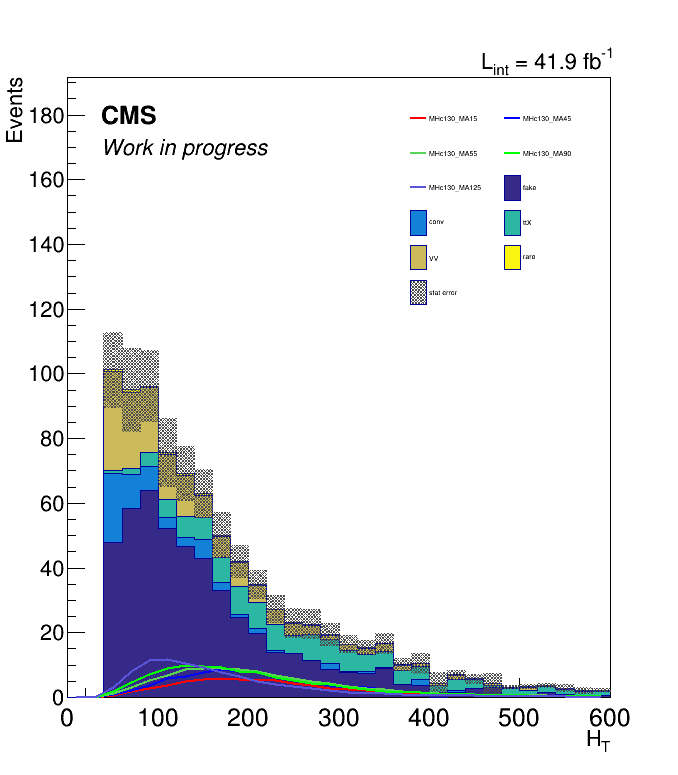 L_int = 41.9 fb^-1
Events
CMS
Work in progress
MHc130_MA15
MHc130_MA45
MHc130_MA55
MHc130_MA90
MHc130_MA125
fake
conv
ttX
VV
rare
stat error
180
160
140
120
100
80
60
40
20
0
0 100 200 300 400 500 600
H_T